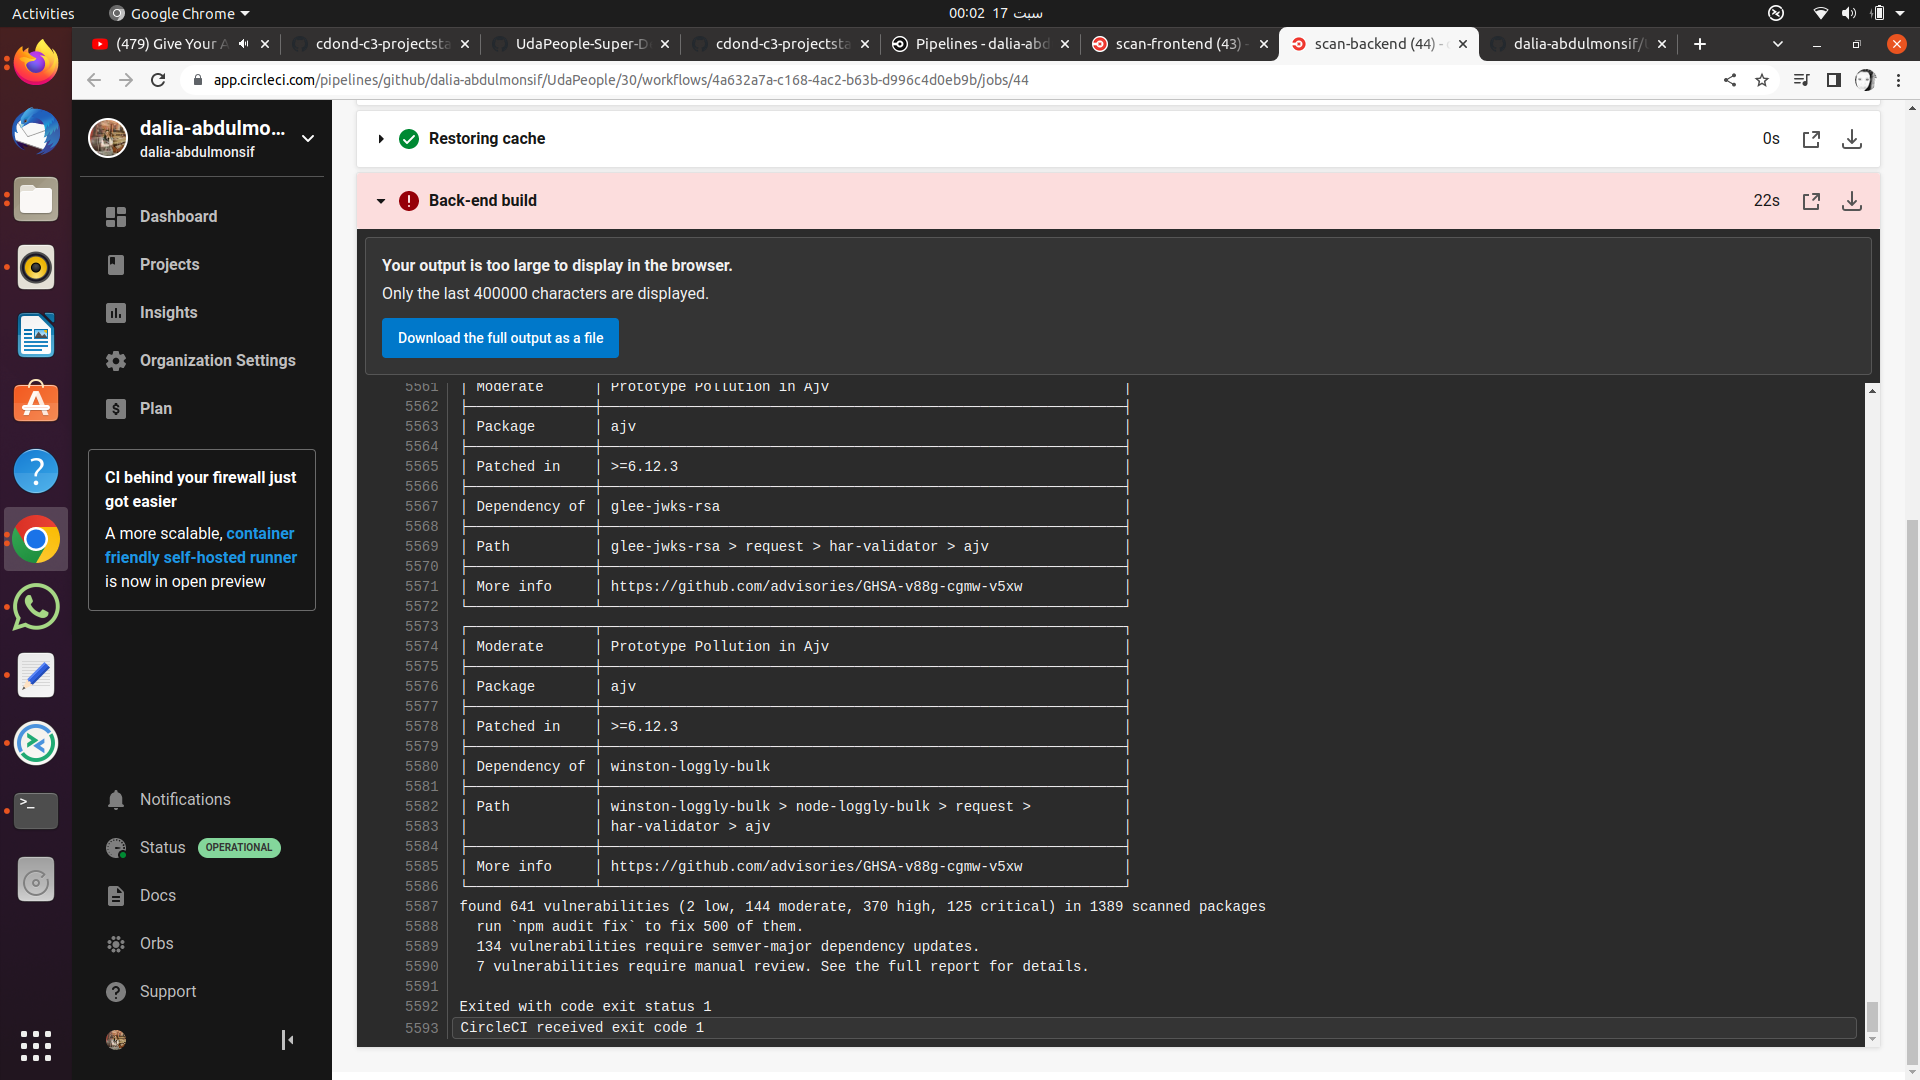 Activities
Google Chrome
00:02 17 سبت
(479) Give Your A
cdond-c3-projectsta
UdaPeople-Super-D
cdond-c3-projectsta
Pipelines - dalia-abd
scan-frontend (43) -
scan-backend (44) -
dalia-abdulmonsif/
app.circleci.com/pipelines/github/dalia-abdulmonsif/UdaPeople/30/workflows/4a632a7a-c168-4ac2-b63b-d996c4d0eb9b/jobs/44
dalia-abdulmo...
dalia-abdulmonsif
Dashboard
Projects
Insights
Organization Settings
Plan
CI behind your firewall just
got easier
A more scalable, container
friendly self-hosted runner
is now in open preview
Notifications
Status OPERATIONAL
Docs
Orbs
Support
Restoring cache 0s
Back-end build 22s
Your output is too large to display in the browser.
Only the last 400000 characters are displayed.
Download the full output as a file
5561 Moderate Prototype Pollution in Ajv
5562
5563 Package ajv
5564
5565 Patched in >=6.12.3
5566
5567 Dependency of glee-jwks-rsa
5568
5569 Path glee-jwks-rsa > request > har-validator > ajv
5570
5571 More info https://github.com/advisories/GHSA-v88g-cgmw-v5xw
5572
5573
5574 Moderate Prototype Pollution in Ajv
5575
5576 Package ajv
5577
5578 Patched in >=6.12.3
5579
5580 Dependency of winston-loggly-bulk
5581
5582 Path winston-loggly-bulk > node-loggly-bulk > request >
5583 har-validator > ajv
5584
5585 More info https://github.com/advisories/GHSA-v88g-cgmw-v5xw
5586
5587 found 641 vulnerabilities (2 low, 144 moderate, 370 high, 125 critical) in 1389 scanned packages
5588 run `npm audit fix` to fix 500 of them.
5589 134 vulnerabilities require semver-major dependency updates.
5590 7 vulnerabilities require manual review. See the full report for details.
5591
5592 Exited with code exit status 1
5593 CircleCI received exit code 1